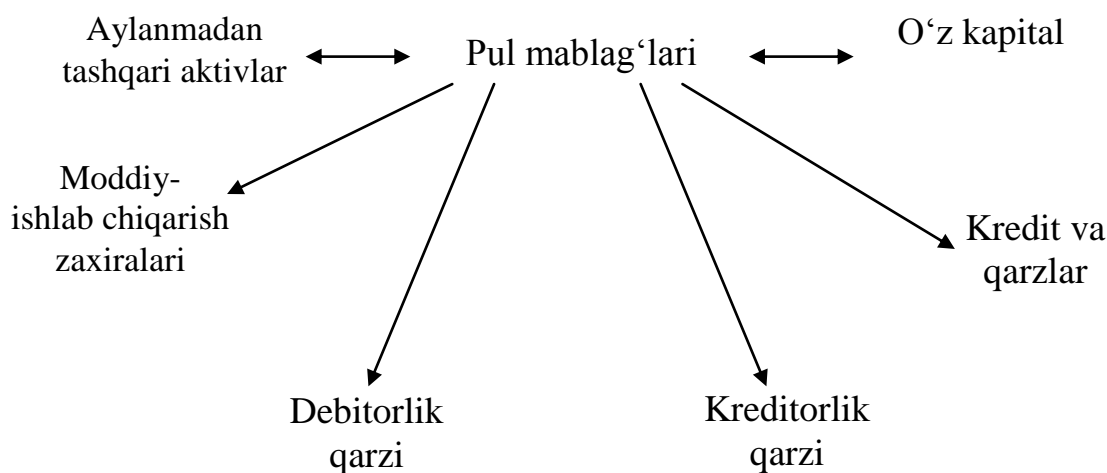 Aylanmadan
tashqari aktivlar
Pul mablag‘lari
O‘z kapital
Moddiy-
ishlab chiqarish
zaxiralari
Kredit va
qarzlar
Debitorlik
qarzi
Kreditorlik
qarzi